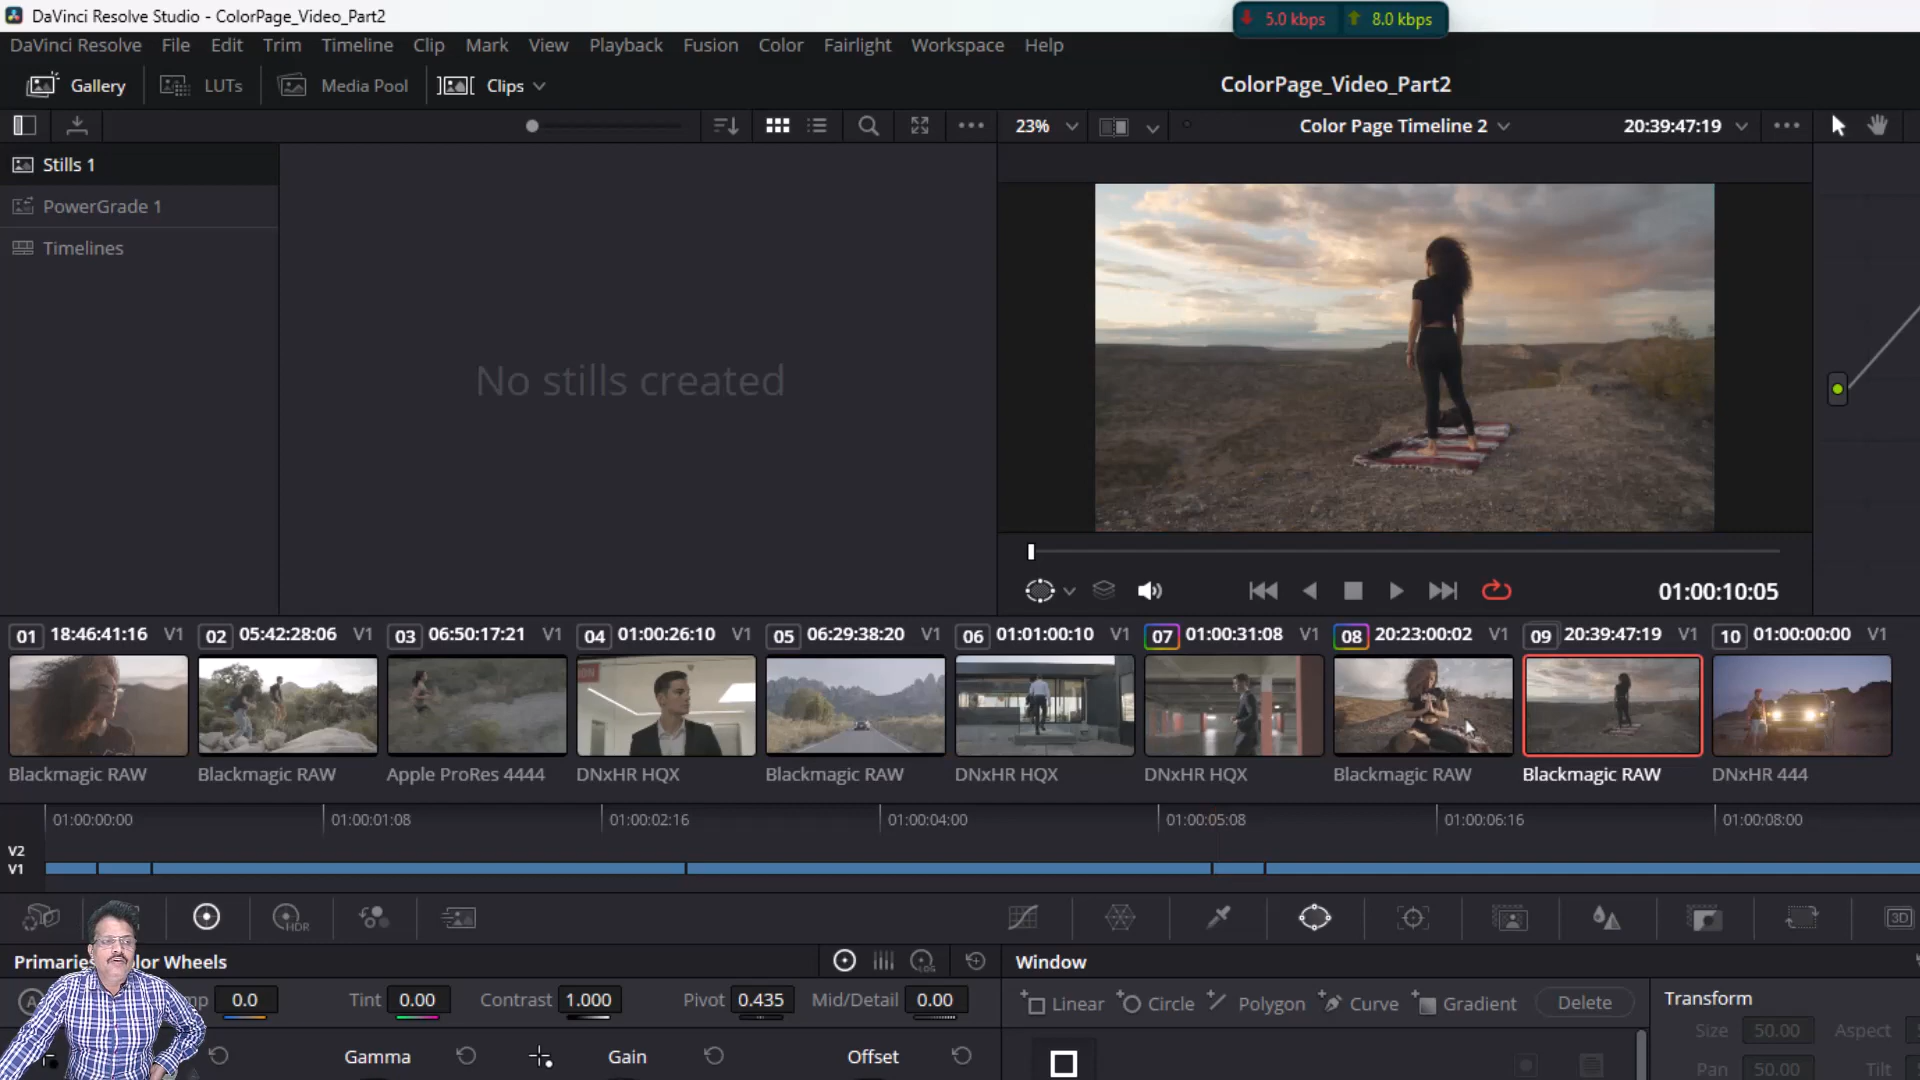 DaVinci Resolve Studio - ColorPage_Video_Part2
5.0 kbps 8.0 kbps
DaVinci Resolve File Edit Trim Timeline Clip Mark View Playback Fusion Color Fairlight Workspace Help
Gallery LUTs Media Pool Clips ColorPage_Video_Part2
23% Color Page Timeline 2 20:39:47:19
Stills 1
PowerGrade 1
Timelines
No stills created
01:00:10:05
01 18:46:41:16 V1 02 05:42:28:06 V1 03 06:50:17:21 V1 04 01:00:26:10 V1 05 06:29:38:20 V1 06 01:01:00:10 V1 07 01:00:31:08 V1 08 20:23:00:02 V1 09 20:39:47:19 V1 10 01:00:00:00 V1
Blackmagic RAW Blackmagic RAW Apple ProRes 4444 DNxHR HQX Blackmagic RAW DNxHR HQX DNxHR HQX Blackmagic RAW Blackmagic RAW DNxHR 444
01:00:00:00 01:00:01:08 01:00:02:16 01:00:04:00 01:00:05:08 01:00:06:16 01:00:08:00
V2
V1
HDR 3D
Primaries Color Wheels LOG Window
A mp 0.0 Tint 0.00 Contrast 1.000 Pivot 0.435 Mid/Detail 0.00 Linear Circle Polygon Curve Gradient Delete Transform
Size 50.00 Aspect
Gamma Gain Offset
Pan 50.00 Tilt